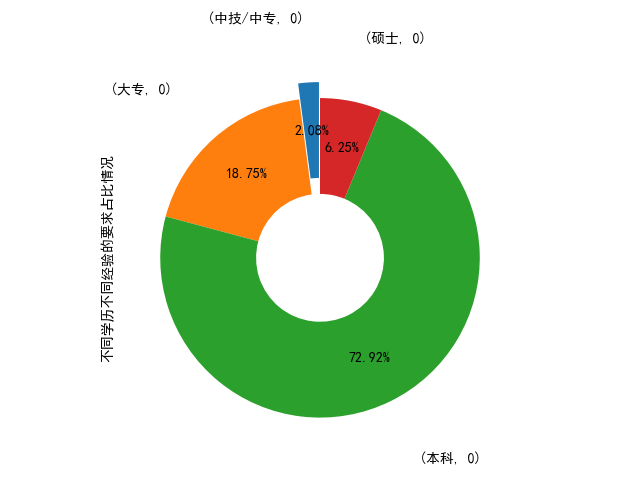 (中技/中专, 0)
(硕士, 0)
(大专, 0)
2.08%
6.25%
18.75%
不同学历不同经验的要求占比情况
72.92%
(本科, 0)